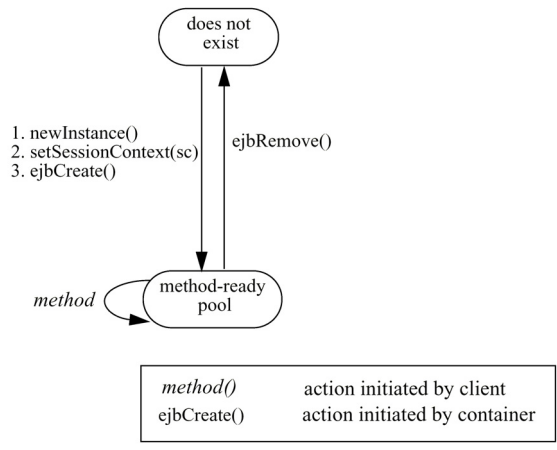 does not
exist
1. newInstance()
2. setSessionContext(sc)
3. ejbCreate()
ejbRemove()
method-ready
pool
method
method() action initiated by client
ejbCreate() action initiated by container